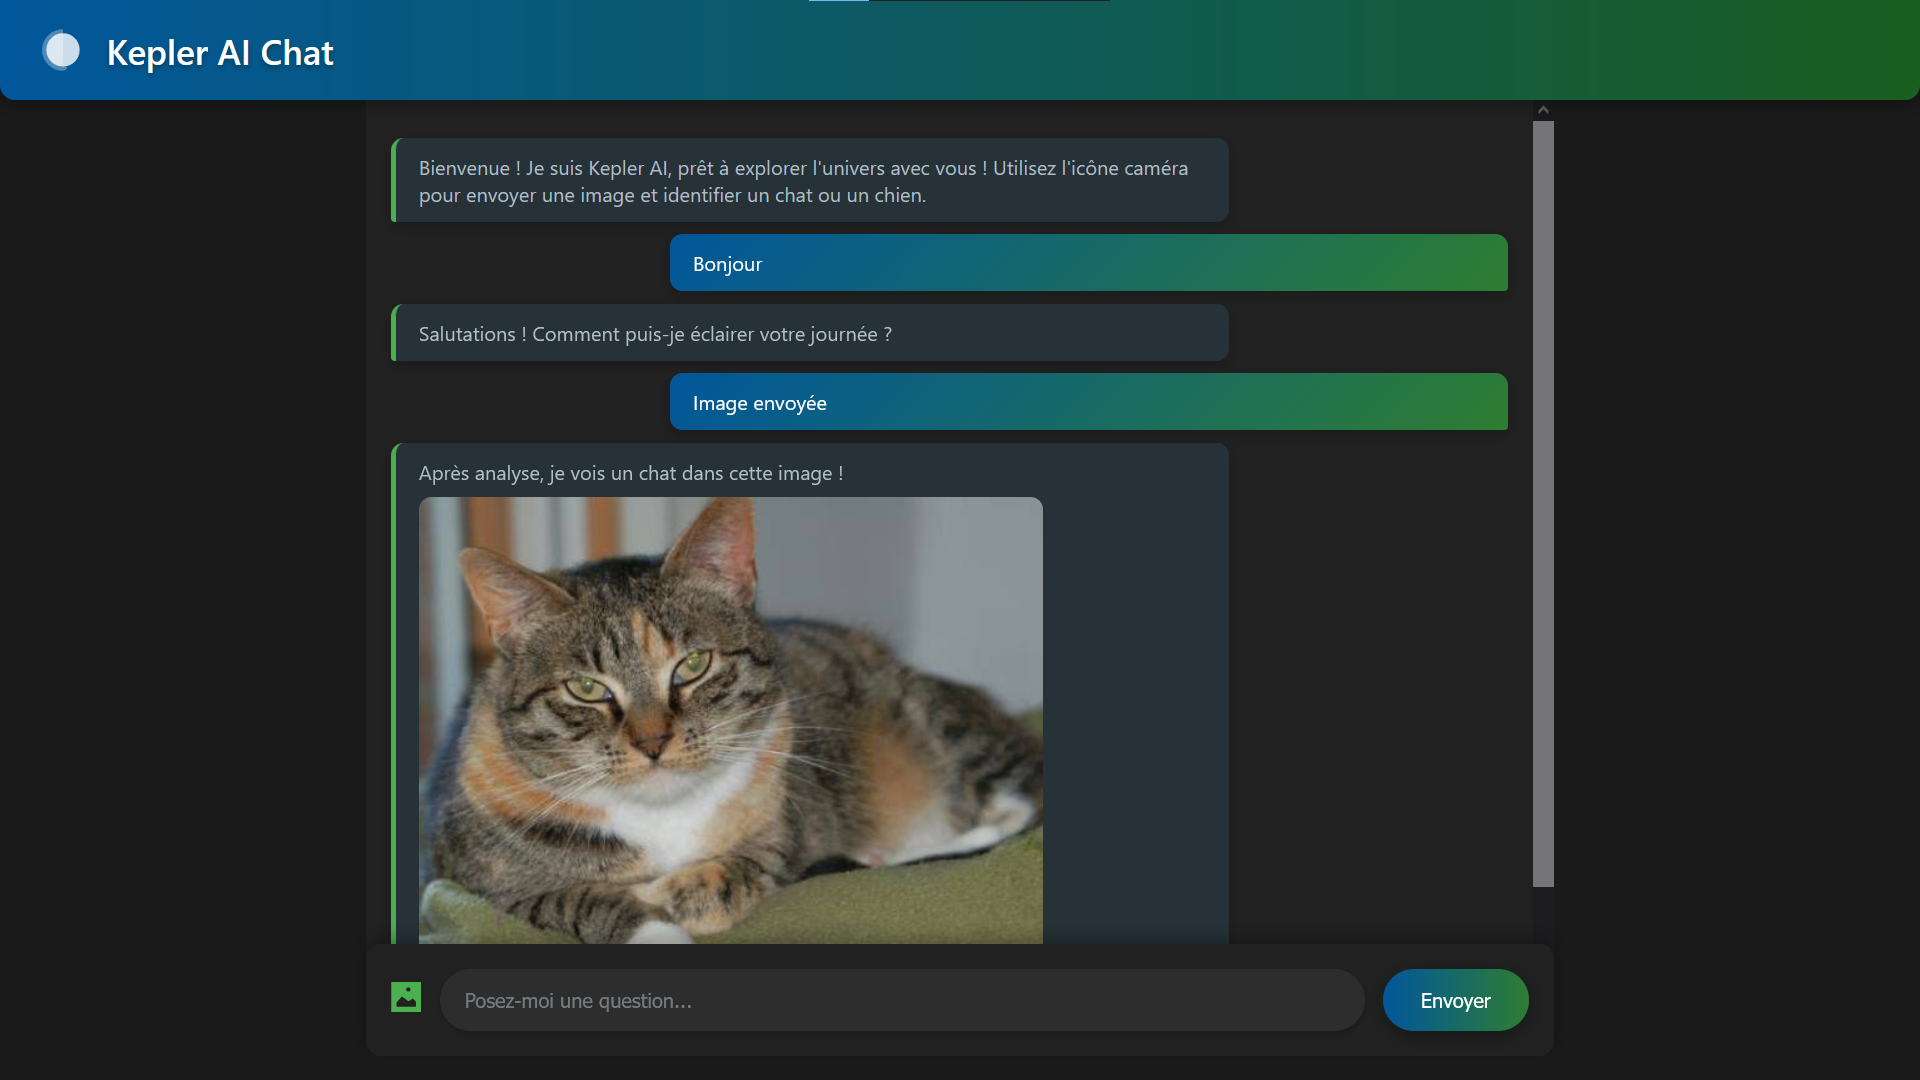 Kepler AI Chat
Bienvenue ! Je suis Kepler AI, prêt à explorer l'univers avec vous ! Utilisez l'icône caméra
pour envoyer une image et identifier un chat ou un chien.
Bonjour
Salutations ! Comment puis-je éclairer votre journée ?
Image envoyée
Après analyse, je vois un chat dans cette image !
Posez-moi une question...
Envoyer